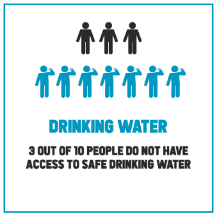 DRINKING WATER
3 OUT OF 10 PEOPLE DO NOT HAVE
ACCESS TO SAFE DRINKING WATER